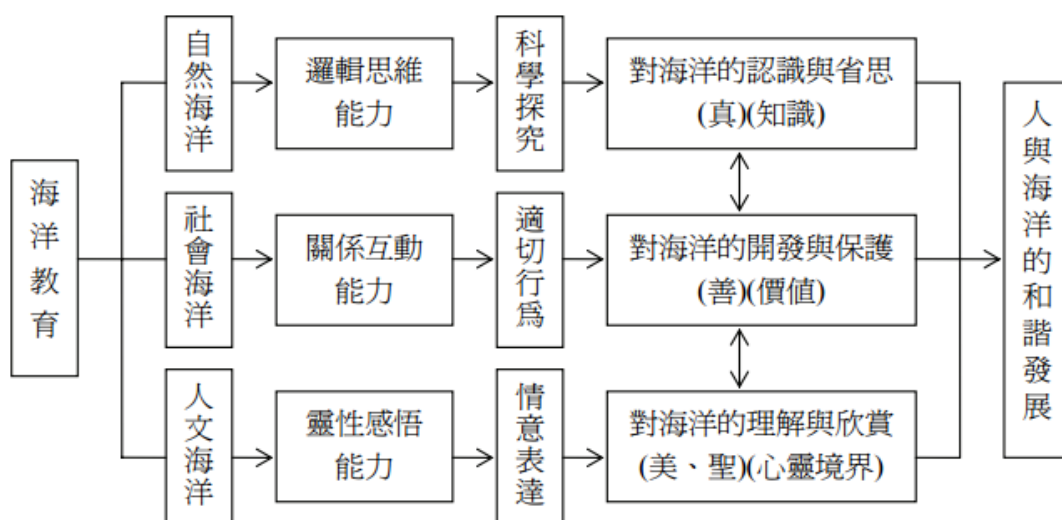 海洋教育
自然海洋
邏輯思維
能力
科學探究
對海洋的認識與省思
(真)(知識)
社會海洋
關係互動
能力
適切行為
對海洋的開發與保護
(善)(價值)
人文海洋
靈性感悟
能力
情意表達
對海洋的理解與欣賞
(美、聖)(心靈境界)
人與海洋的和諧發展